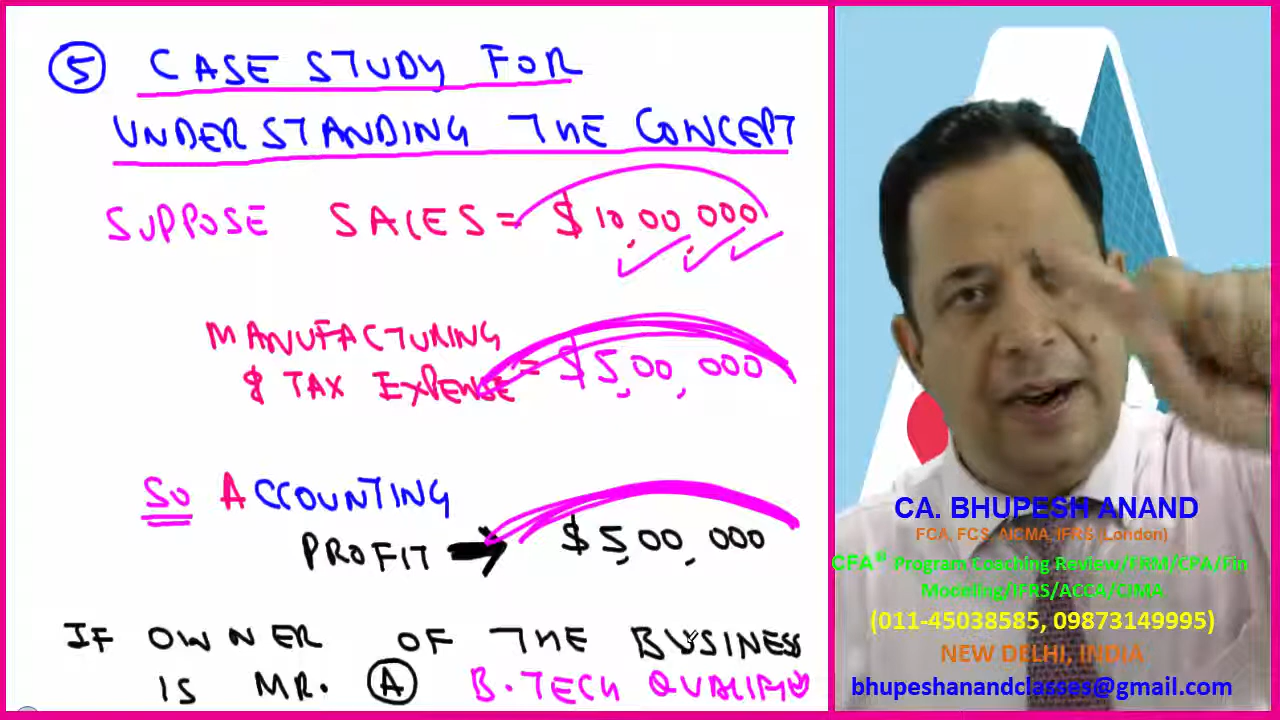 5 CASE STUDY FOR
UNDERSTANDING THE CONCEPT
SUPPOSE SALES = $ 10,00,000
MANUFACTURING
& TAX EXPENSE = $ 5,00,000
SO ACCOUNTING
PROFIT → $ 5,00,000
IF OWNER OF THE BUSINESS
IS MR. A B.TECH QUALIFIED
CA. BHUPESH ANAND
FCA, FCS, AICMA, IFRS (London)
CFA® Program Coaching Review/FRM/CPA/Fin
Modeling/IFRS/ACCA/CIMA
(011-45038585, 09873149995)
NEW DELHI, INDIA
bhupeshanandclasses@gmail.com